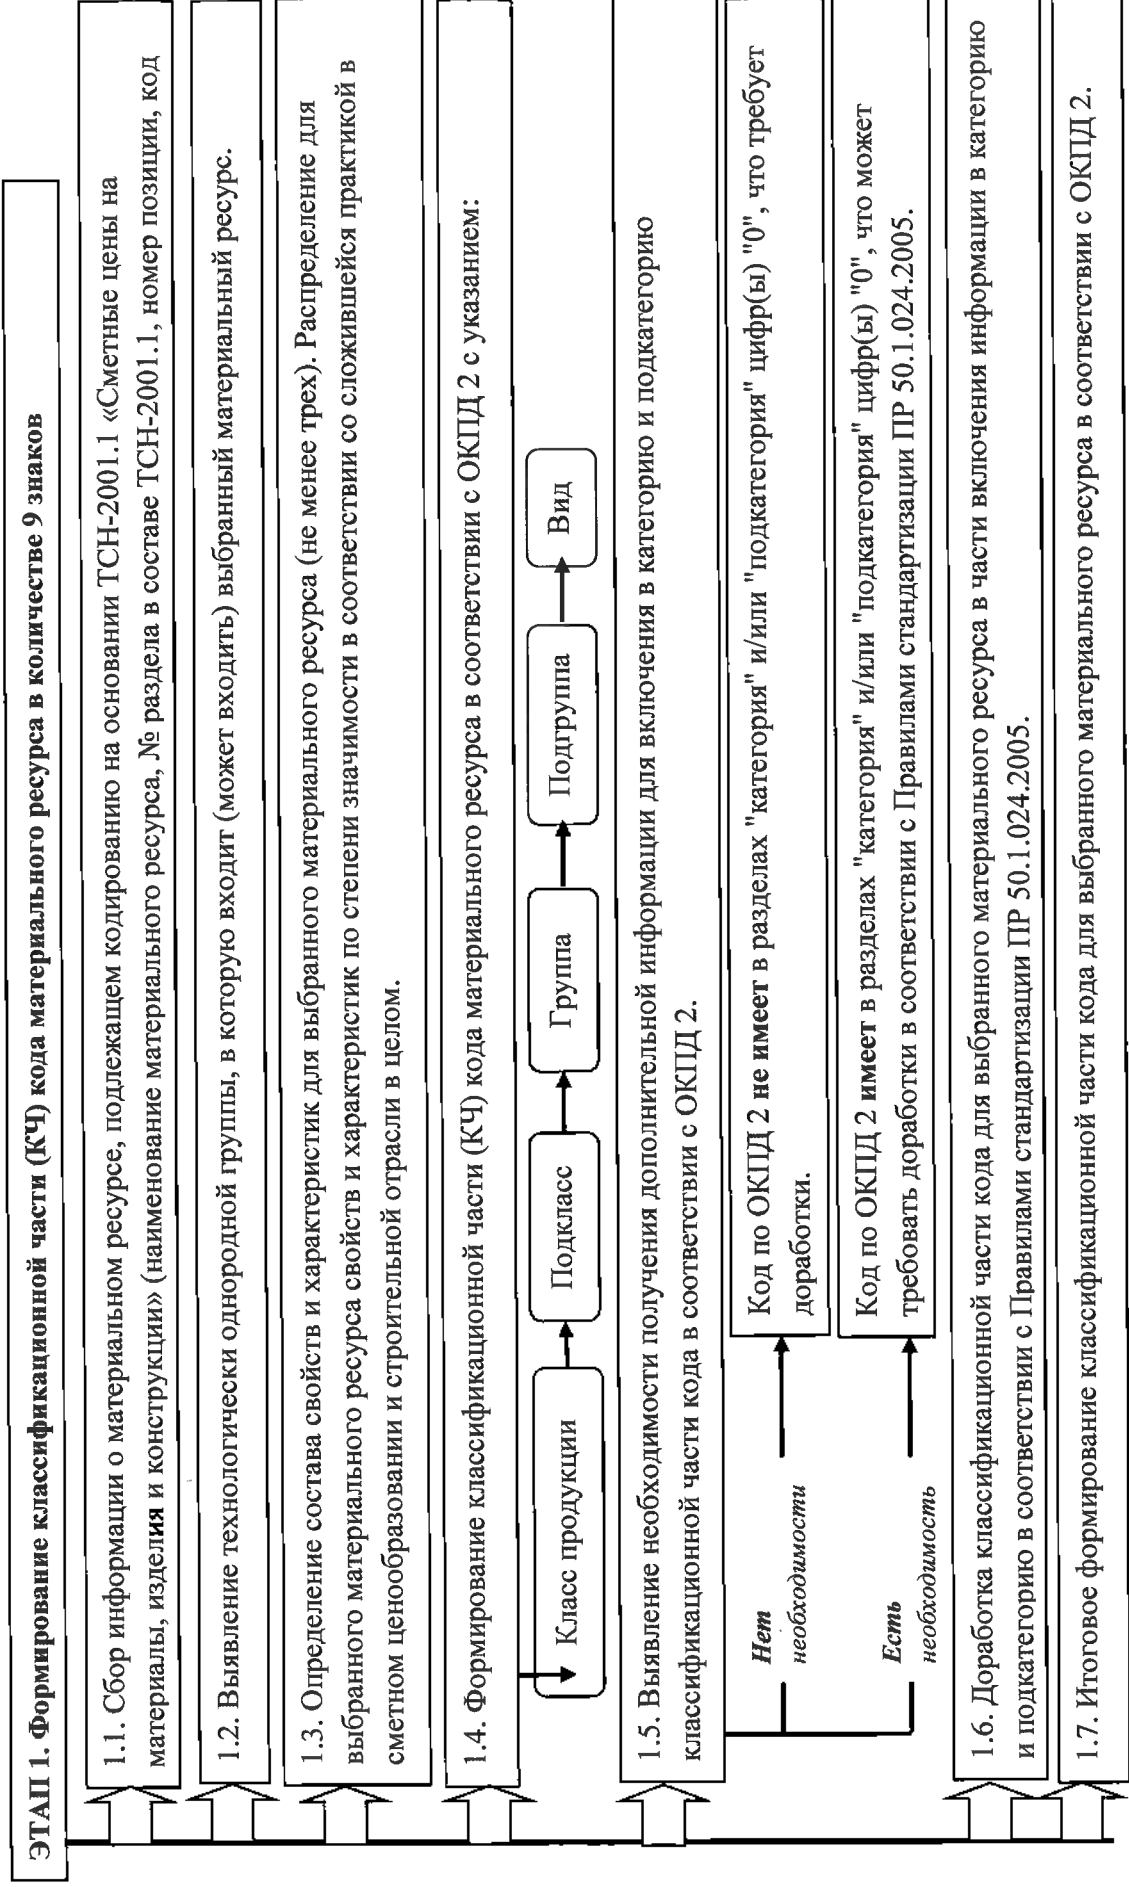 ЭТАП 1. Формирование классификационной части (КЧ) кода материального ресурса в количестве 9 знаков
1.1. Сбор информации о материальном ресурсе, подлежащем кодированию на основании ТСН-2001.1 «Сметные цены на
материалы, изделия и конструкции» (наименование материального ресурса, № раздела в составе ТСН-2001.1, номер позиции, код
1.2. Выявление технологически однородной группы, в которую входит (может входить) выбранный материальный ресурс.
1.3. Определение состава свойств и характеристик для выбранного материального ресурса (не менее трех). Распределение для
выбранного материального ресурса свойств и характеристик по степени значимости в соответствии со сложившейся практикой в
сметном ценообразовании и строительной отрасли в целом.
1.4. Формирование классификационной части (КЧ) кода материального ресурса в соответствии с ОКПД 2 с указанием:
Класс продукции
Подкласс
Группа
Подгруппа
Вид
1.5. Выявление необходимости получения дополнительной информации для включения в категорию и подкатегорию
классификационной части кода в соответствии с ОКПД 2.
Нет
необходимости
Код по ОКПД 2 не имеет в разделах "категория" и/или "подкатегория" цифр(ы) "0", что требует
доработки.
Есть
необходимость
Код по ОКПД 2 имеет в разделах "категория" и/или "подкатегория" цифр(ы) "0", что может
требовать доработки в соответствии с Правилами стандартизации ПР 50.1.024.2005.
1.6. Доработка классификационной части кода для выбранного материального ресурса в части включения информации в категорию
и подкатегорию в соответствии с Правилами стандартизации ПР 50.1.024.2005.
1.7. Итоговое формирование классификационной части кода для выбранного материального ресурса в соответствии с ОКПД 2.